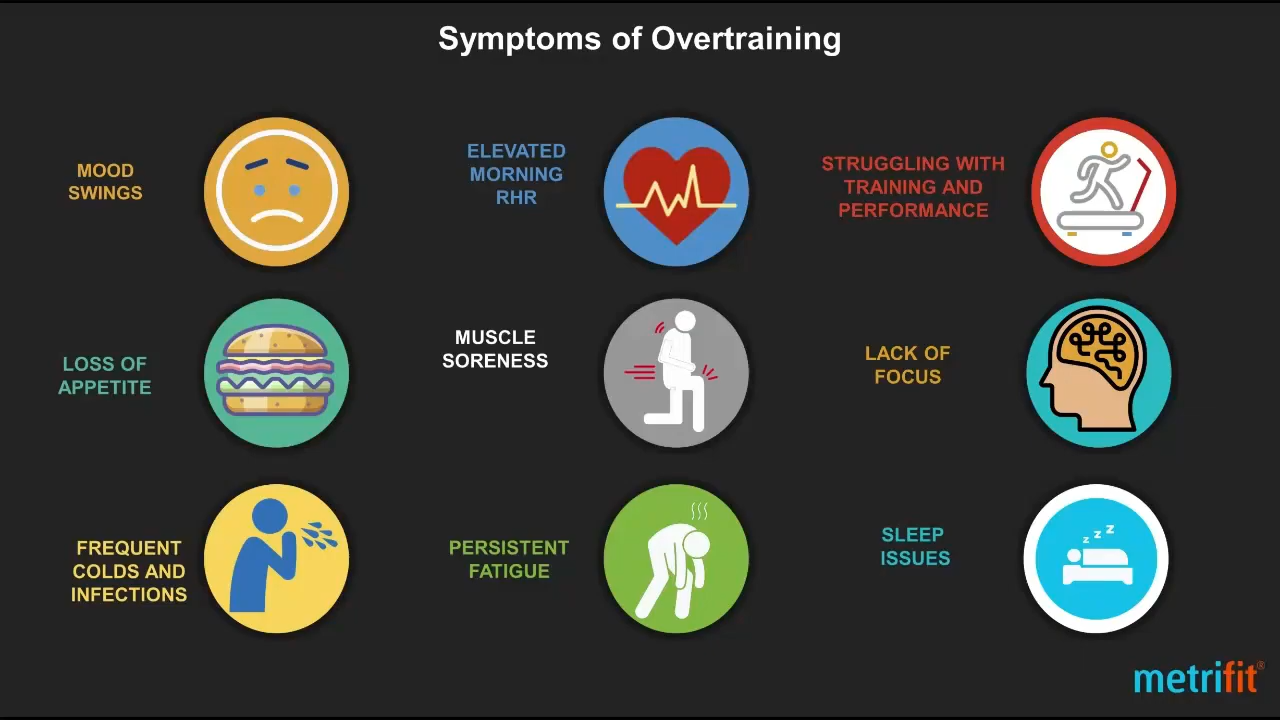 Symptoms of Overtraining
MOOD
SWINGS
ELEVATED
MORNING
RHR
STRUGGLING WITH
TRAINING AND
PERFORMANCE
LOSS OF
APPETITE
MUSCLE
SORENESS
LACK OF
FOCUS
FREQUENT
COLDS AND
INFECTIONS
PERSISTENT
FATIGUE
SLEEP
ISSUES
z z z
metrifit®